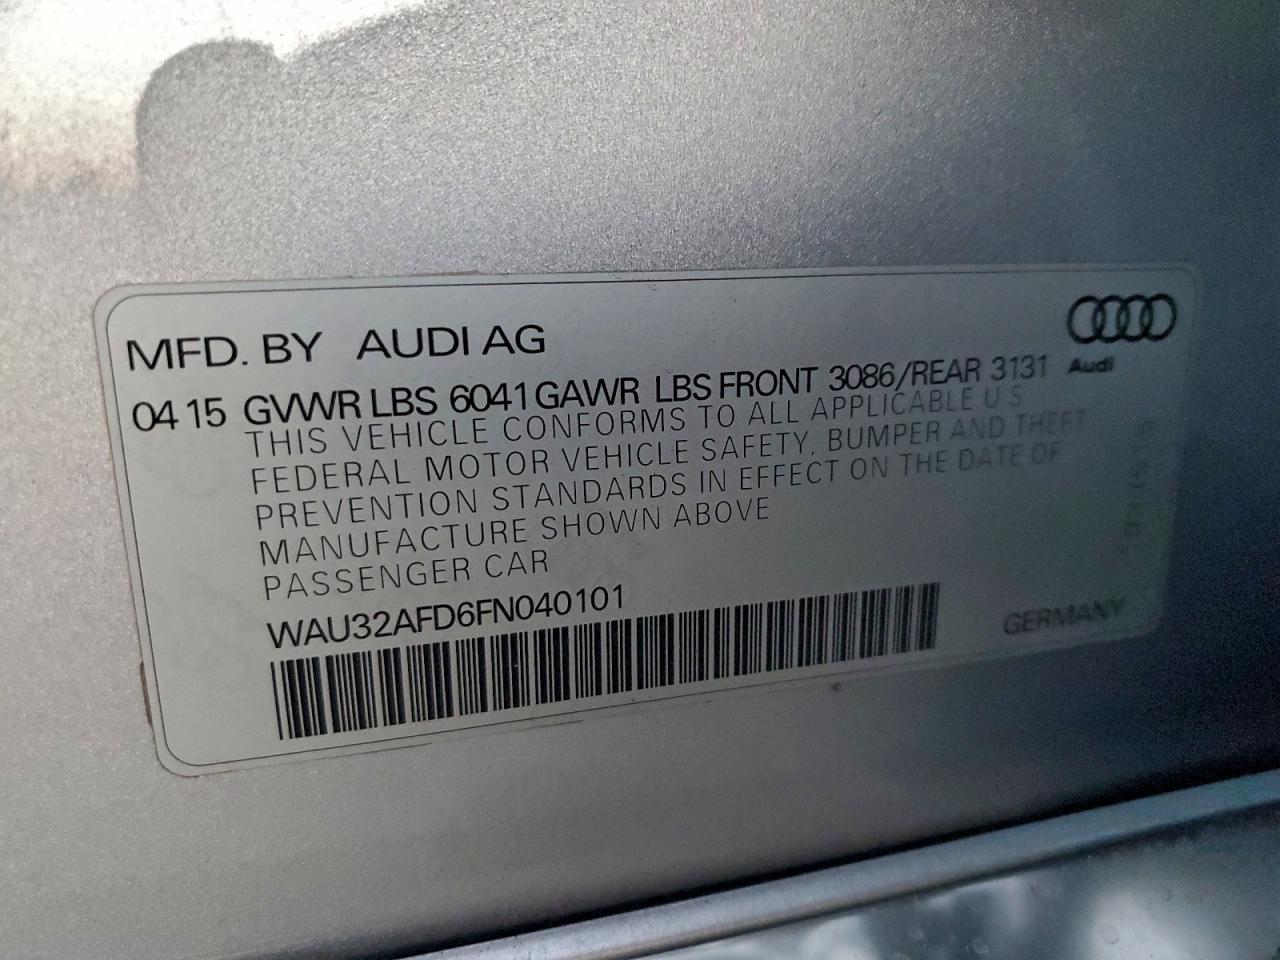 MFD. BY AUDI AG
Audi
04 15 GVWR LBS 6041 GAWR LBS FRONT 3086/REAR 3131
THIS VEHICLE CONFORMS TO ALL APPLICABLE U S
FEDERAL MOTOR VEHICLE SAFETY, BUMPER AND THEFT
PREVENTION STANDARDS IN EFFECT ON THE DATE OF
MANUFACTURE SHOWN ABOVE
PASSENGER CAR
WAU32AFD6FN040101
GERMANY